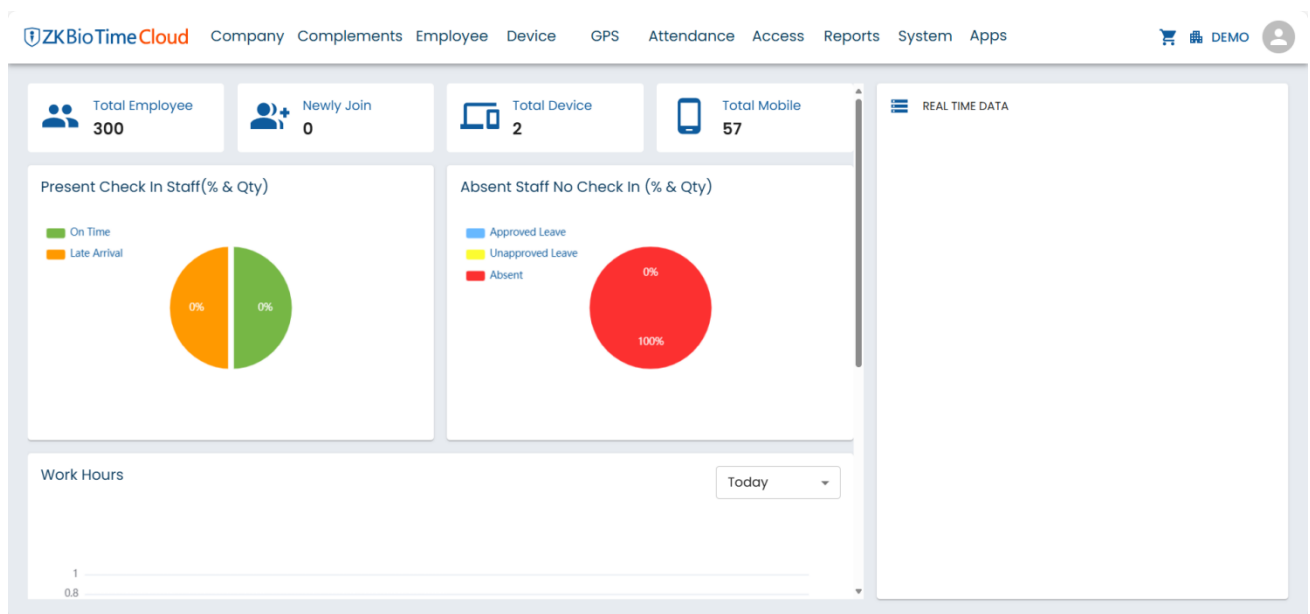 ZKBioTimeCloud Company Complements Employee Device GPS Attendance Access Reports System Apps DEMO
Total Employee
300
Newly Join
0
Total Device
2
Total Mobile
57
REAL TIME DATA
Present Check In Staff(% & Qty)
On Time
Late Arrival
0%
0%
Absent Staff No Check In (% & Qty)
Approved Leave
Unapproved Leave
Absent
0%
100%
Work Hours
Today
1
0.8